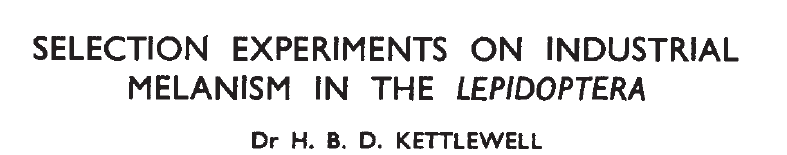 SELECTION EXPERIMENTS ON INDUSTRIAL
MELANISM IN THE LEPIDOPTERA
Dr H. B. D. KETTLEWELL